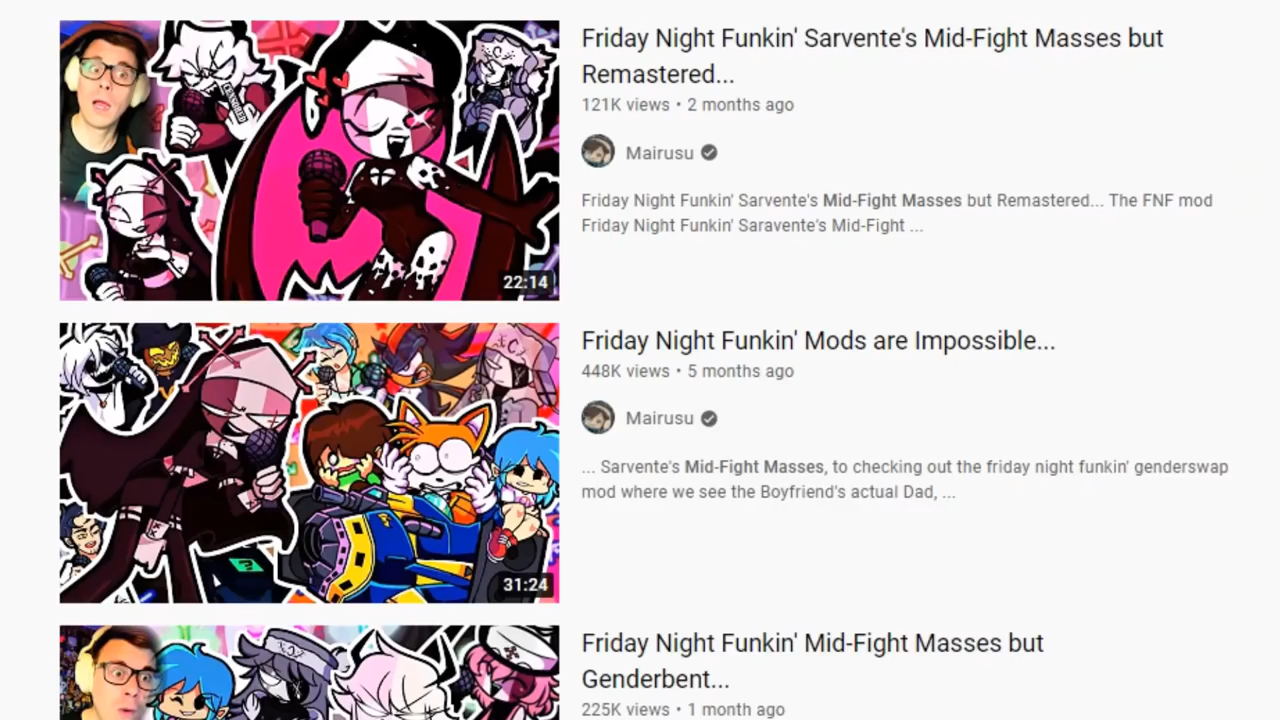 Friday Night Funkin' Sarvente's Mid-Fight Masses but
Remastered...
121K views • 2 months ago
Mairusu
Friday Night Funkin' Sarvente's Mid-Fight Masses but Remastered... The FNF mod
Friday Night Funkin' Saravente's Mid-Fight ...
CENSORED
22:14
Friday Night Funkin' Mods are Impossible...
448K views • 5 months ago
Mairusu
... Sarvente's Mid-Fight Masses, to checking out the friday night funkin' genderswap
mod where we see the Boyfriend's actual Dad, ...
31:24
Friday Night Funkin' Mid-Fight Masses but
Genderbent...
225K views • 1 month ago